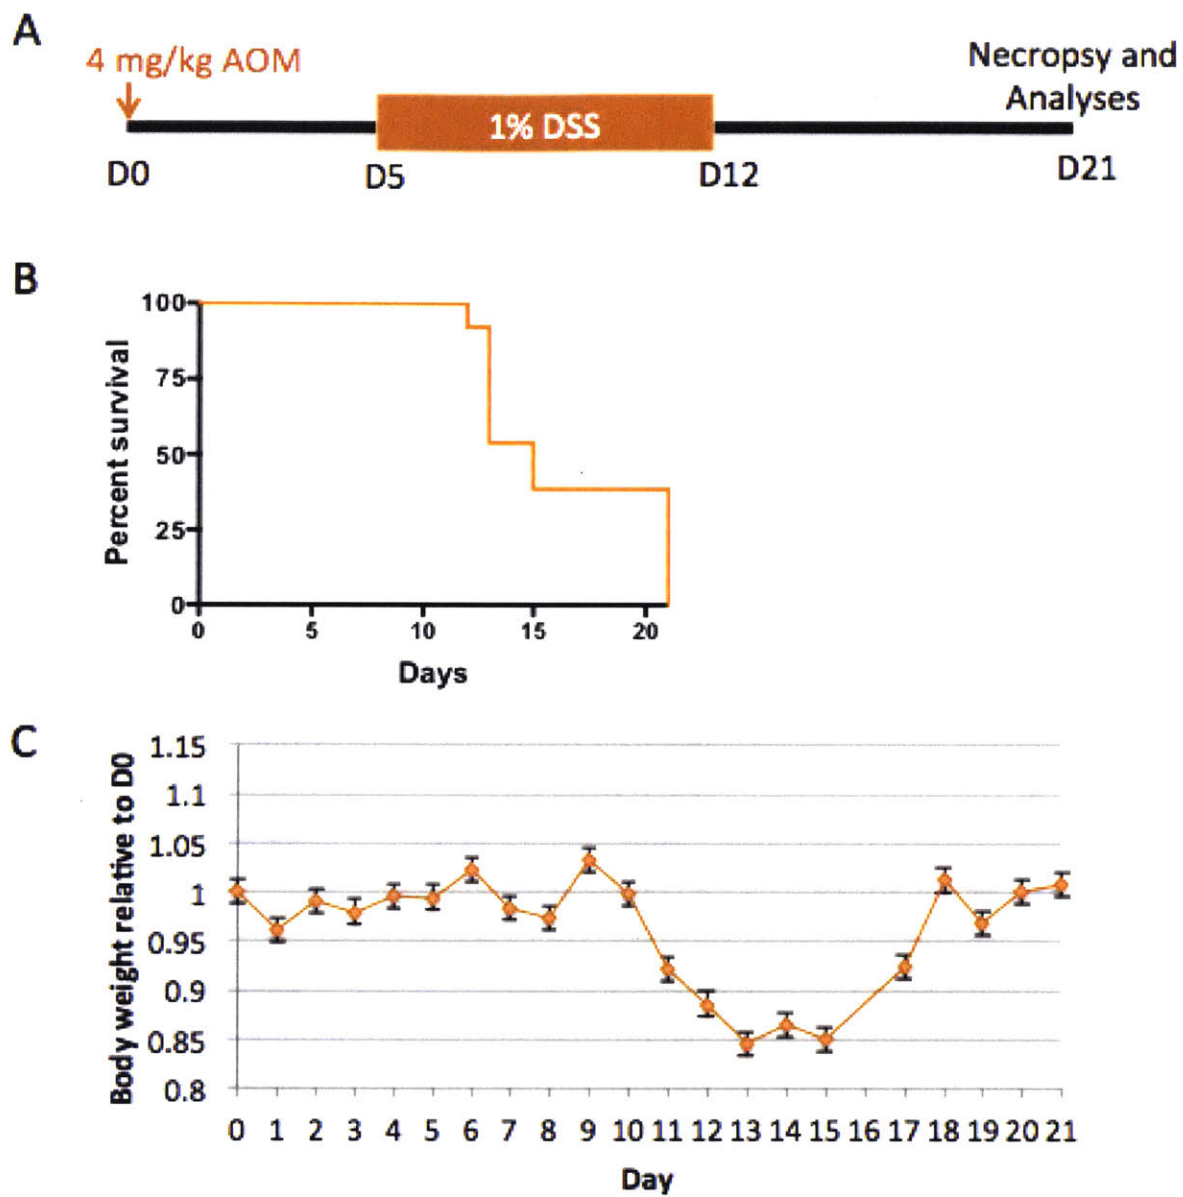 A
4 mg/kg AOM
Necropsy and
Analyses
1% DSS
D0
D5
D12
D21
B
100
75
50
25
0
Percent survival
0 5 10 15 20
Days
C
1.15
1.1
1.05
1
0.95
0.9
0.85
0.8
Body weight relative to D0
0 1 2 3 4 5 6 7 8 9 10 11 12 13 14 15 16 17 18 19 20 21
Day